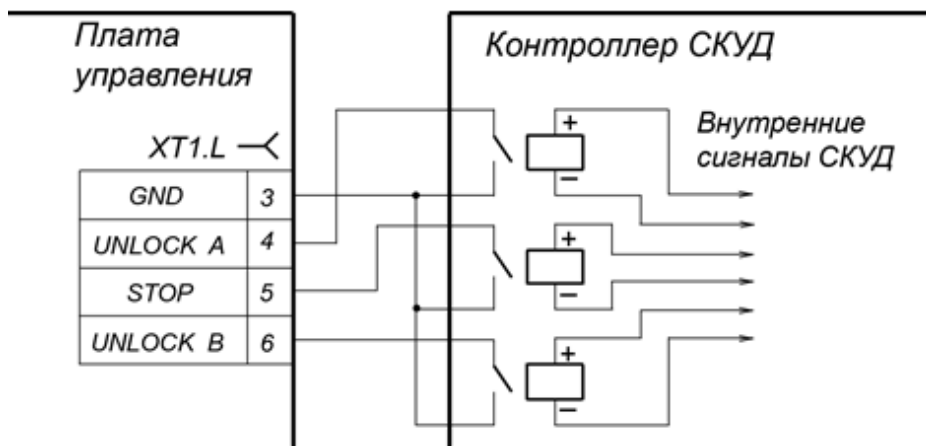 Плата
управления
Контроллер СКУД
XT1.L
GND 3
UNLOCK A 4
STOP 5
UNLOCK B 6
+
−
+
−
+
−
Внутренние
сигналы СКУД